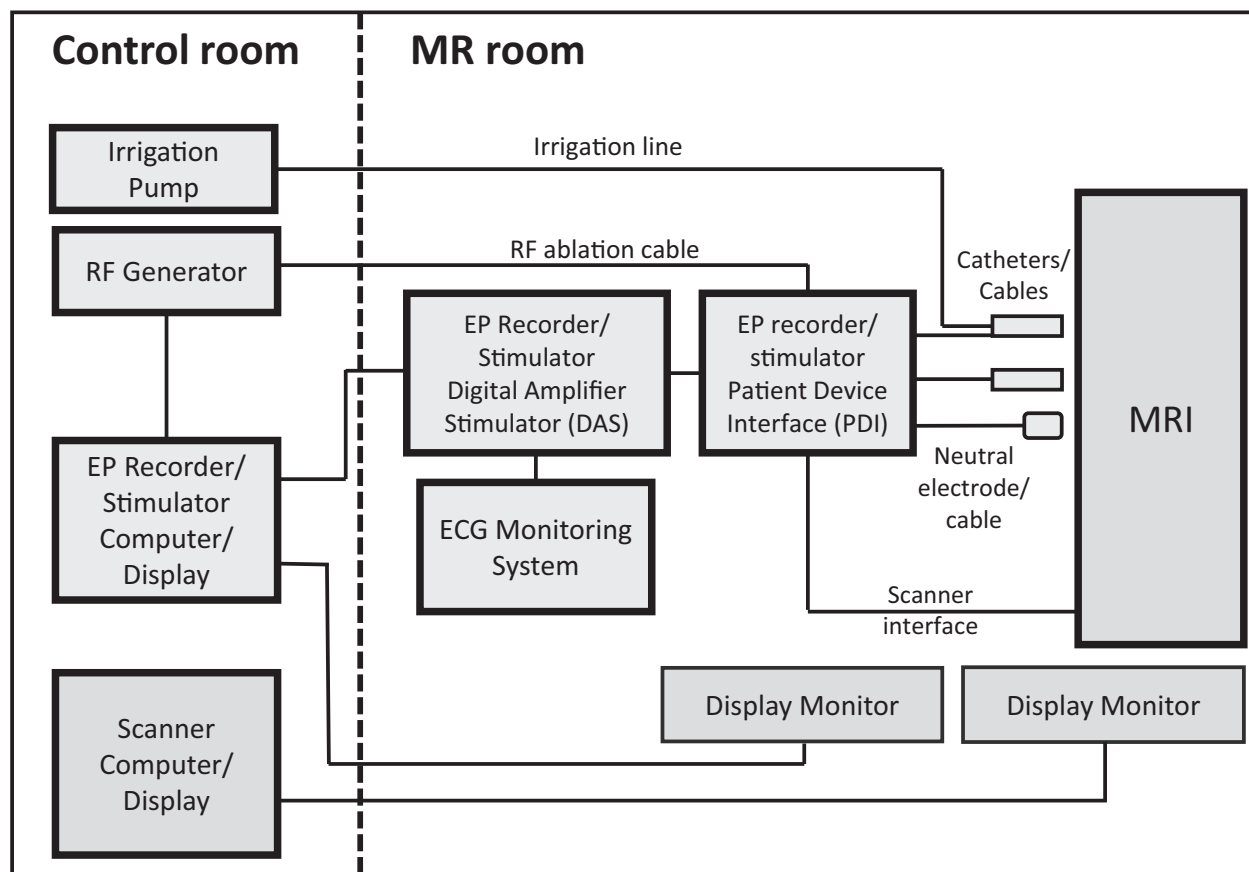 Control room
MR room
Irrigation
Pump
Irrigation line
RF Generator
RF ablation cable
Catheters/
Cables
EP Recorder/
Stimulator
Digital Amplifier
Stimulator (DAS)
EP recorder/
stimulator
Patient Device
Interface (PDI)
MRI
Neutral
electrode/
cable
EP Recorder/
Stimulator
Computer/
Display
ECG Monitoring
System
Scanner
interface
Scanner
Computer/
Display
Display Monitor
Display Monitor